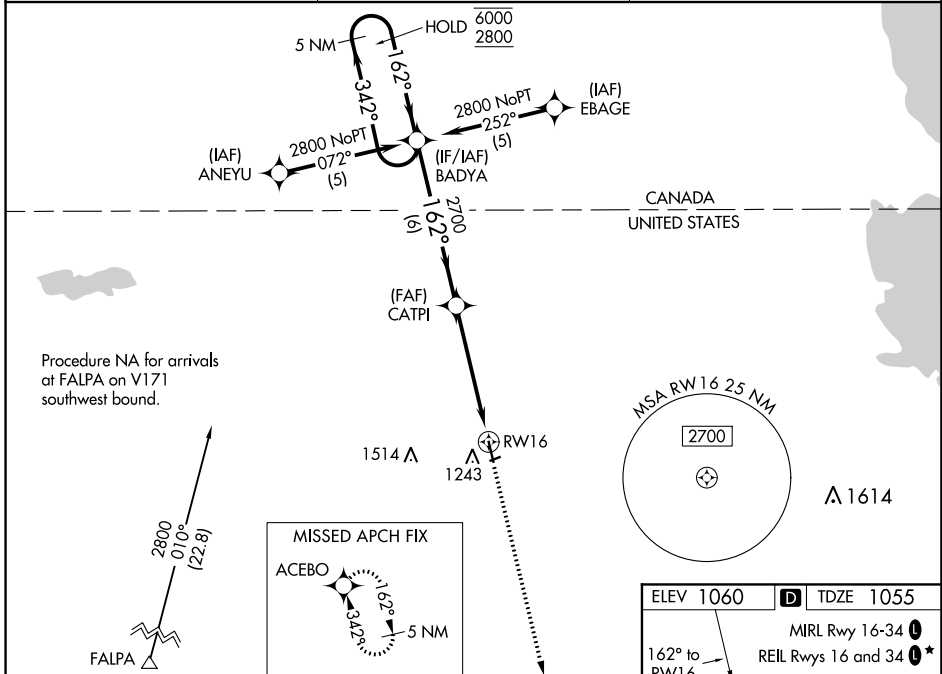 HOLD 6000
2800
5 NM
162°
342°
(IAF)
EBAGE
2800 NoPT
252°
(5)
(IAF)
ANEYU
2800 NoPT
072°
(5)
(IF/IAF)
BADYA
CANADA
UNITED STATES
2700
162°
(6)
(FAF)
CATPI
Procedure NA for arrivals
at FALPA on V171
southwest bound.
MSA RW16 25 NM
2700
RW16
1514
1243
1614
2800
010°
(22.8)
FALPA
MISSED APCH FIX
ACEBO
162°
342°
5 NM
ELEV 1060 D TDZE 1055
MIRL Rwy 16-34 L
REIL Rwys 16 and 34 L★
162° to
RW16